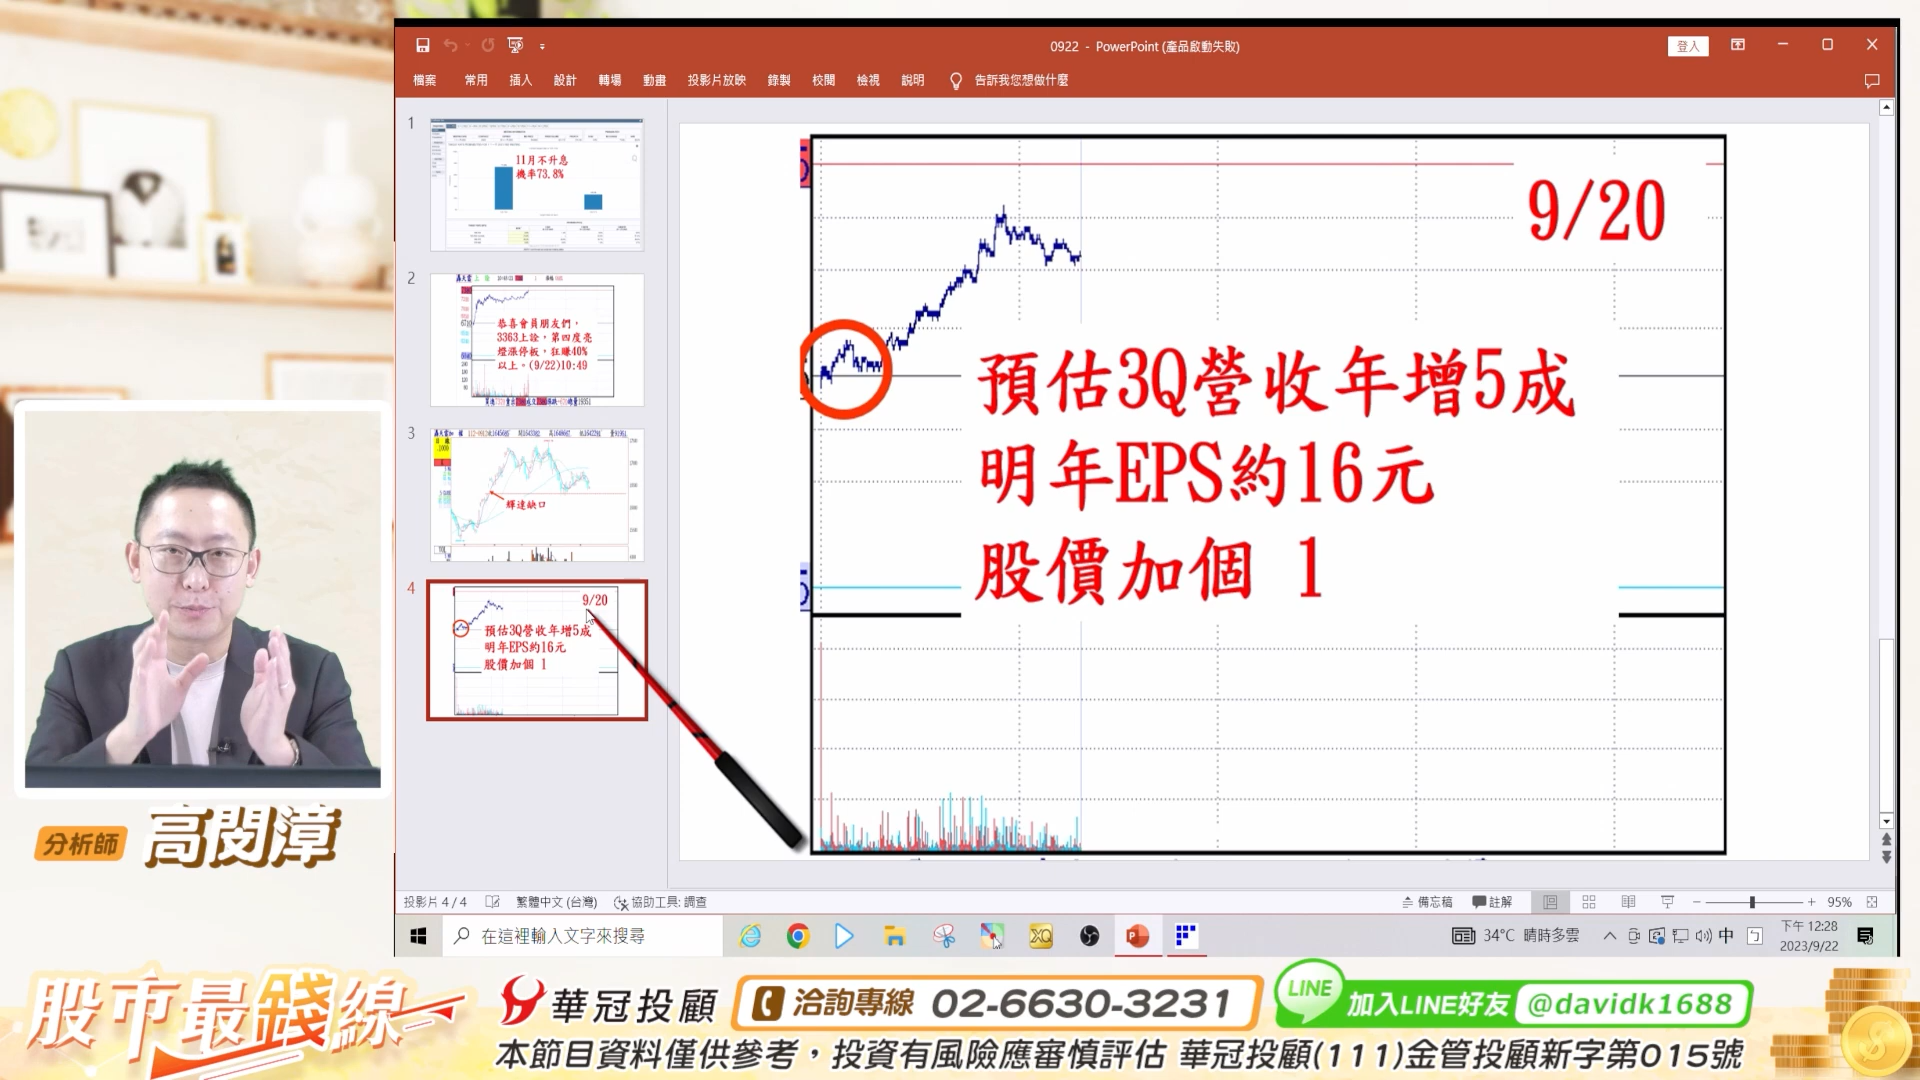 0922 - PowerPoint (產品啟動失敗)
登入
檔案 常用 插入 設計 轉場 動畫 投影片放映 錄製 校閱 檢視 說明 告訴我您想做什麼
1
11月不升息
機率73.8%
2
恭喜會員朋友們,
3363上詮,第四度亮
燈漲停板,狂賺40%
以上。(9/22)10:49
3
輝達缺口
4
9/20
預估3Q營收年增5成
明年EPS約16元
股價加個 1
9/20
預估3Q營收年增5成
明年EPS約16元
股價加個 1
分析師 高閔漳
投影片 4 / 4 繁體中文 (台灣) 協助工具: 調查
備忘稿 註解 95%
在這裡輸入文字來搜尋
XQ
34°C 晴時多雲
中
下午 12:28
2023/9/22
股市最錢線
華冠投顧
洽詢專線 02-6630-3231
LINE 加入LINE好友 @davidk1688
本節目資料僅供參考,投資有風險應審慎評估 華冠投顧(111)金管投顧新字第015號